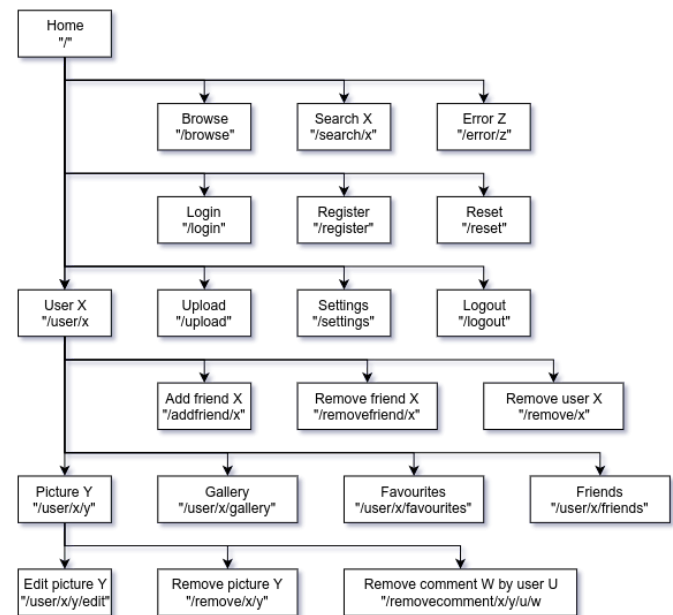 Home
"/"
Browse
"/browse"
Search X
"/search/x"
Error Z
"/error/z"
Login
"/login"
Register
"/register"
Reset
"/reset"
User X
"/user/x
Upload
"/upload"
Settings
"/settings"
Logout
"/logout"
Add friend X
"/addfriend/x"
Remove friend X
"/removefriend/x"
Remove user X
"/remove/x"
Picture Y
"/user/x/y"
Gallery
"/user/x/gallery"
Favourites
"/user/x/favourites"
Friends
"/user/x/friends"
Edit picture Y
"/user/x/y/edit"
Remove picture Y
"/remove/x/y"
Remove comment W by user U
"/removecomment/x/y/u/w"